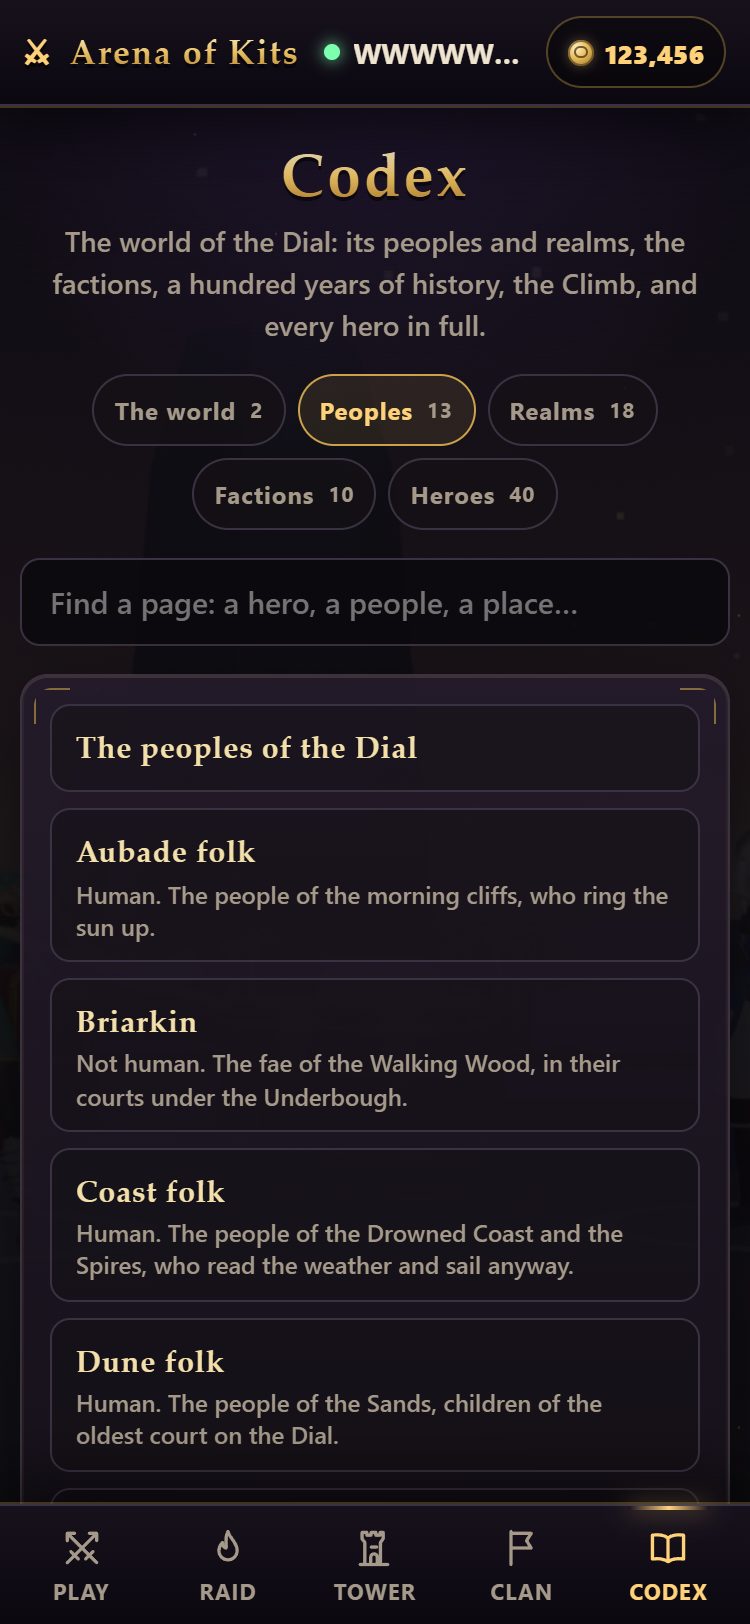 Arena of Kits WWWWW... 123,456
Codex
The world of the Dial: its peoples and realms, the
factions, a hundred years of history, the Climb, and
every hero in full.
The world 2 Peoples 13 Realms 18
Factions 10 Heroes 40
Find a page: a hero, a people, a place...
The peoples of the Dial
Aubade folk
Human. The people of the morning cliffs, who ring the
sun up.
Briarkin
Not human. The fae of the Walking Wood, in their
courts under the Underbough.
Coast folk
Human. The people of the Drowned Coast and the
Spires, who read the weather and sail anyway.
Dune folk
Human. The people of the Sands, children of the
oldest court on the Dial.
PLAY RAID TOWER CLAN CODEX